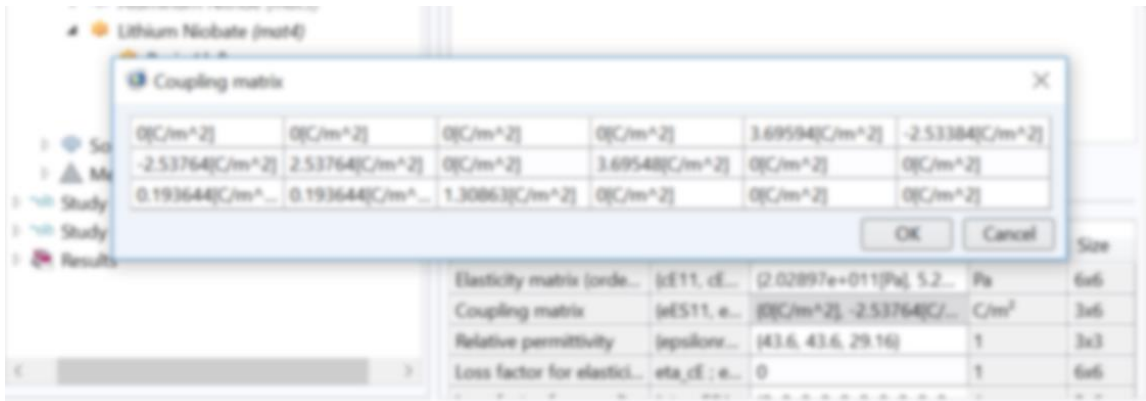 Lithium Niobate (mat4)
Coupling matrix
0[C/m^2] 0[C/m^2] 0[C/m^2] 0[C/m^2] 3.69594[C/m^2] -2.53384[C/m^2]
-2.53764[C/m^2] 2.53764[C/m^2] 0[C/m^2] 3.69548[C/m^2] 0[C/m^2] 0[C/m^2]
0.193644[C/m^... 0.193644[C/m^... 1.30863[C/m^2] 0[C/m^2] 0[C/m^2] 0[C/m^2]
So
Me
Study
Study
Results
OK Cancel
Size
Elasticity matrix (orde... {cE11, cE... {2.02897e+011[Pa], 5.2... Pa 6x6
Coupling matrix {eES11, e... {0[C/m^2], -2.53764[C/... C/m² 3x6
Relative permittivity {epsilonr... {43.6, 43.6, 29.16} 1 3x3
Loss factor for elastici... eta_cE ; e... 0 1 6x6